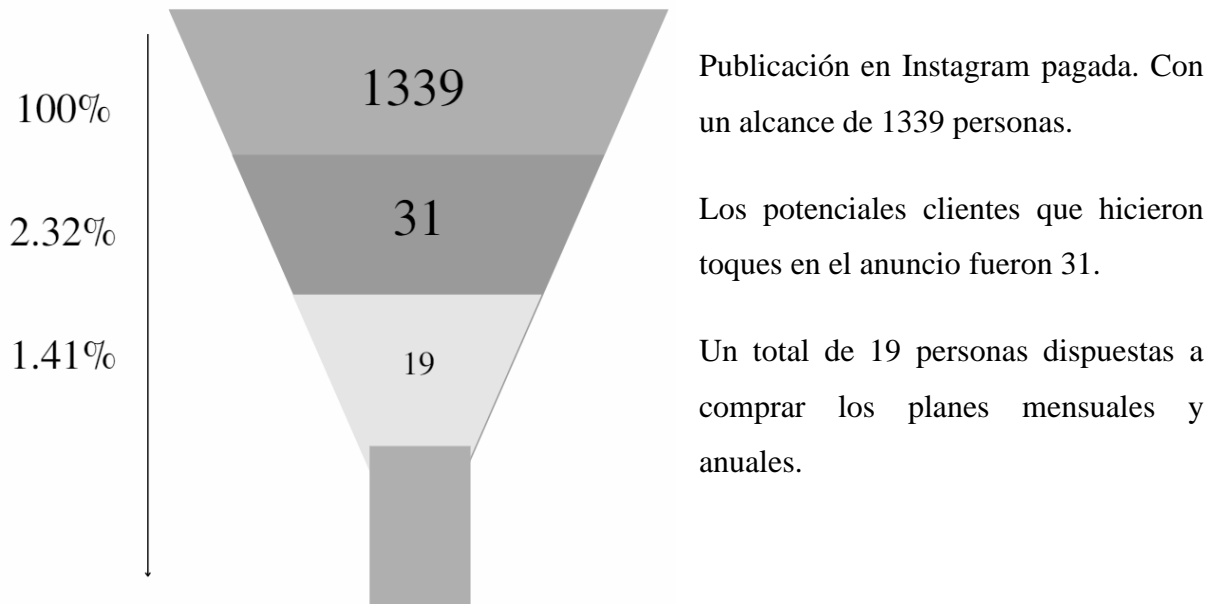 100%
2.32%
1.41%
1339
31
19
Publicación en Instagram pagada. Con
un alcance de 1339 personas.
Los potenciales clientes que hicieron
toques en el anuncio fueron 31.
Un total de 19 personas dispuestas a
comprar los planes mensuales y
anuales.